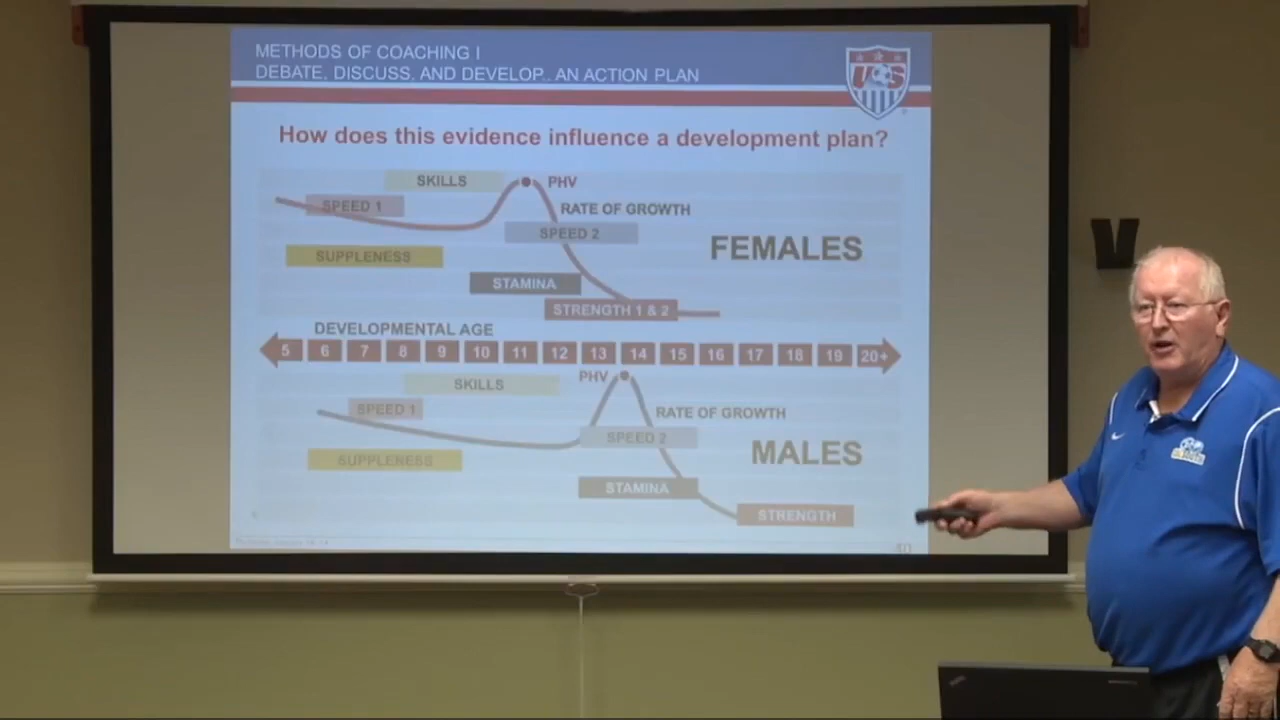 METHODS OF COACHING I
DEBATE, DISCUSS, AND DEVELOP.. AN ACTION PLAN
US
How does this evidence influence a development plan?
SKILLS
PHV
SPEED 1
RATE OF GROWTH
SPEED 2
FEMALES
SUPPLENESS
STAMINA
STRENGTH 1 & 2
DEVELOPMENTAL AGE
5 6 7 8 9 10 11 12 13 14 15 16 17 18 19 20+
SKILLS
PHV
SPEED 1
RATE OF GROWTH
SPEED 2
MALES
SUPPLENESS
STAMINA
STRENGTH
V